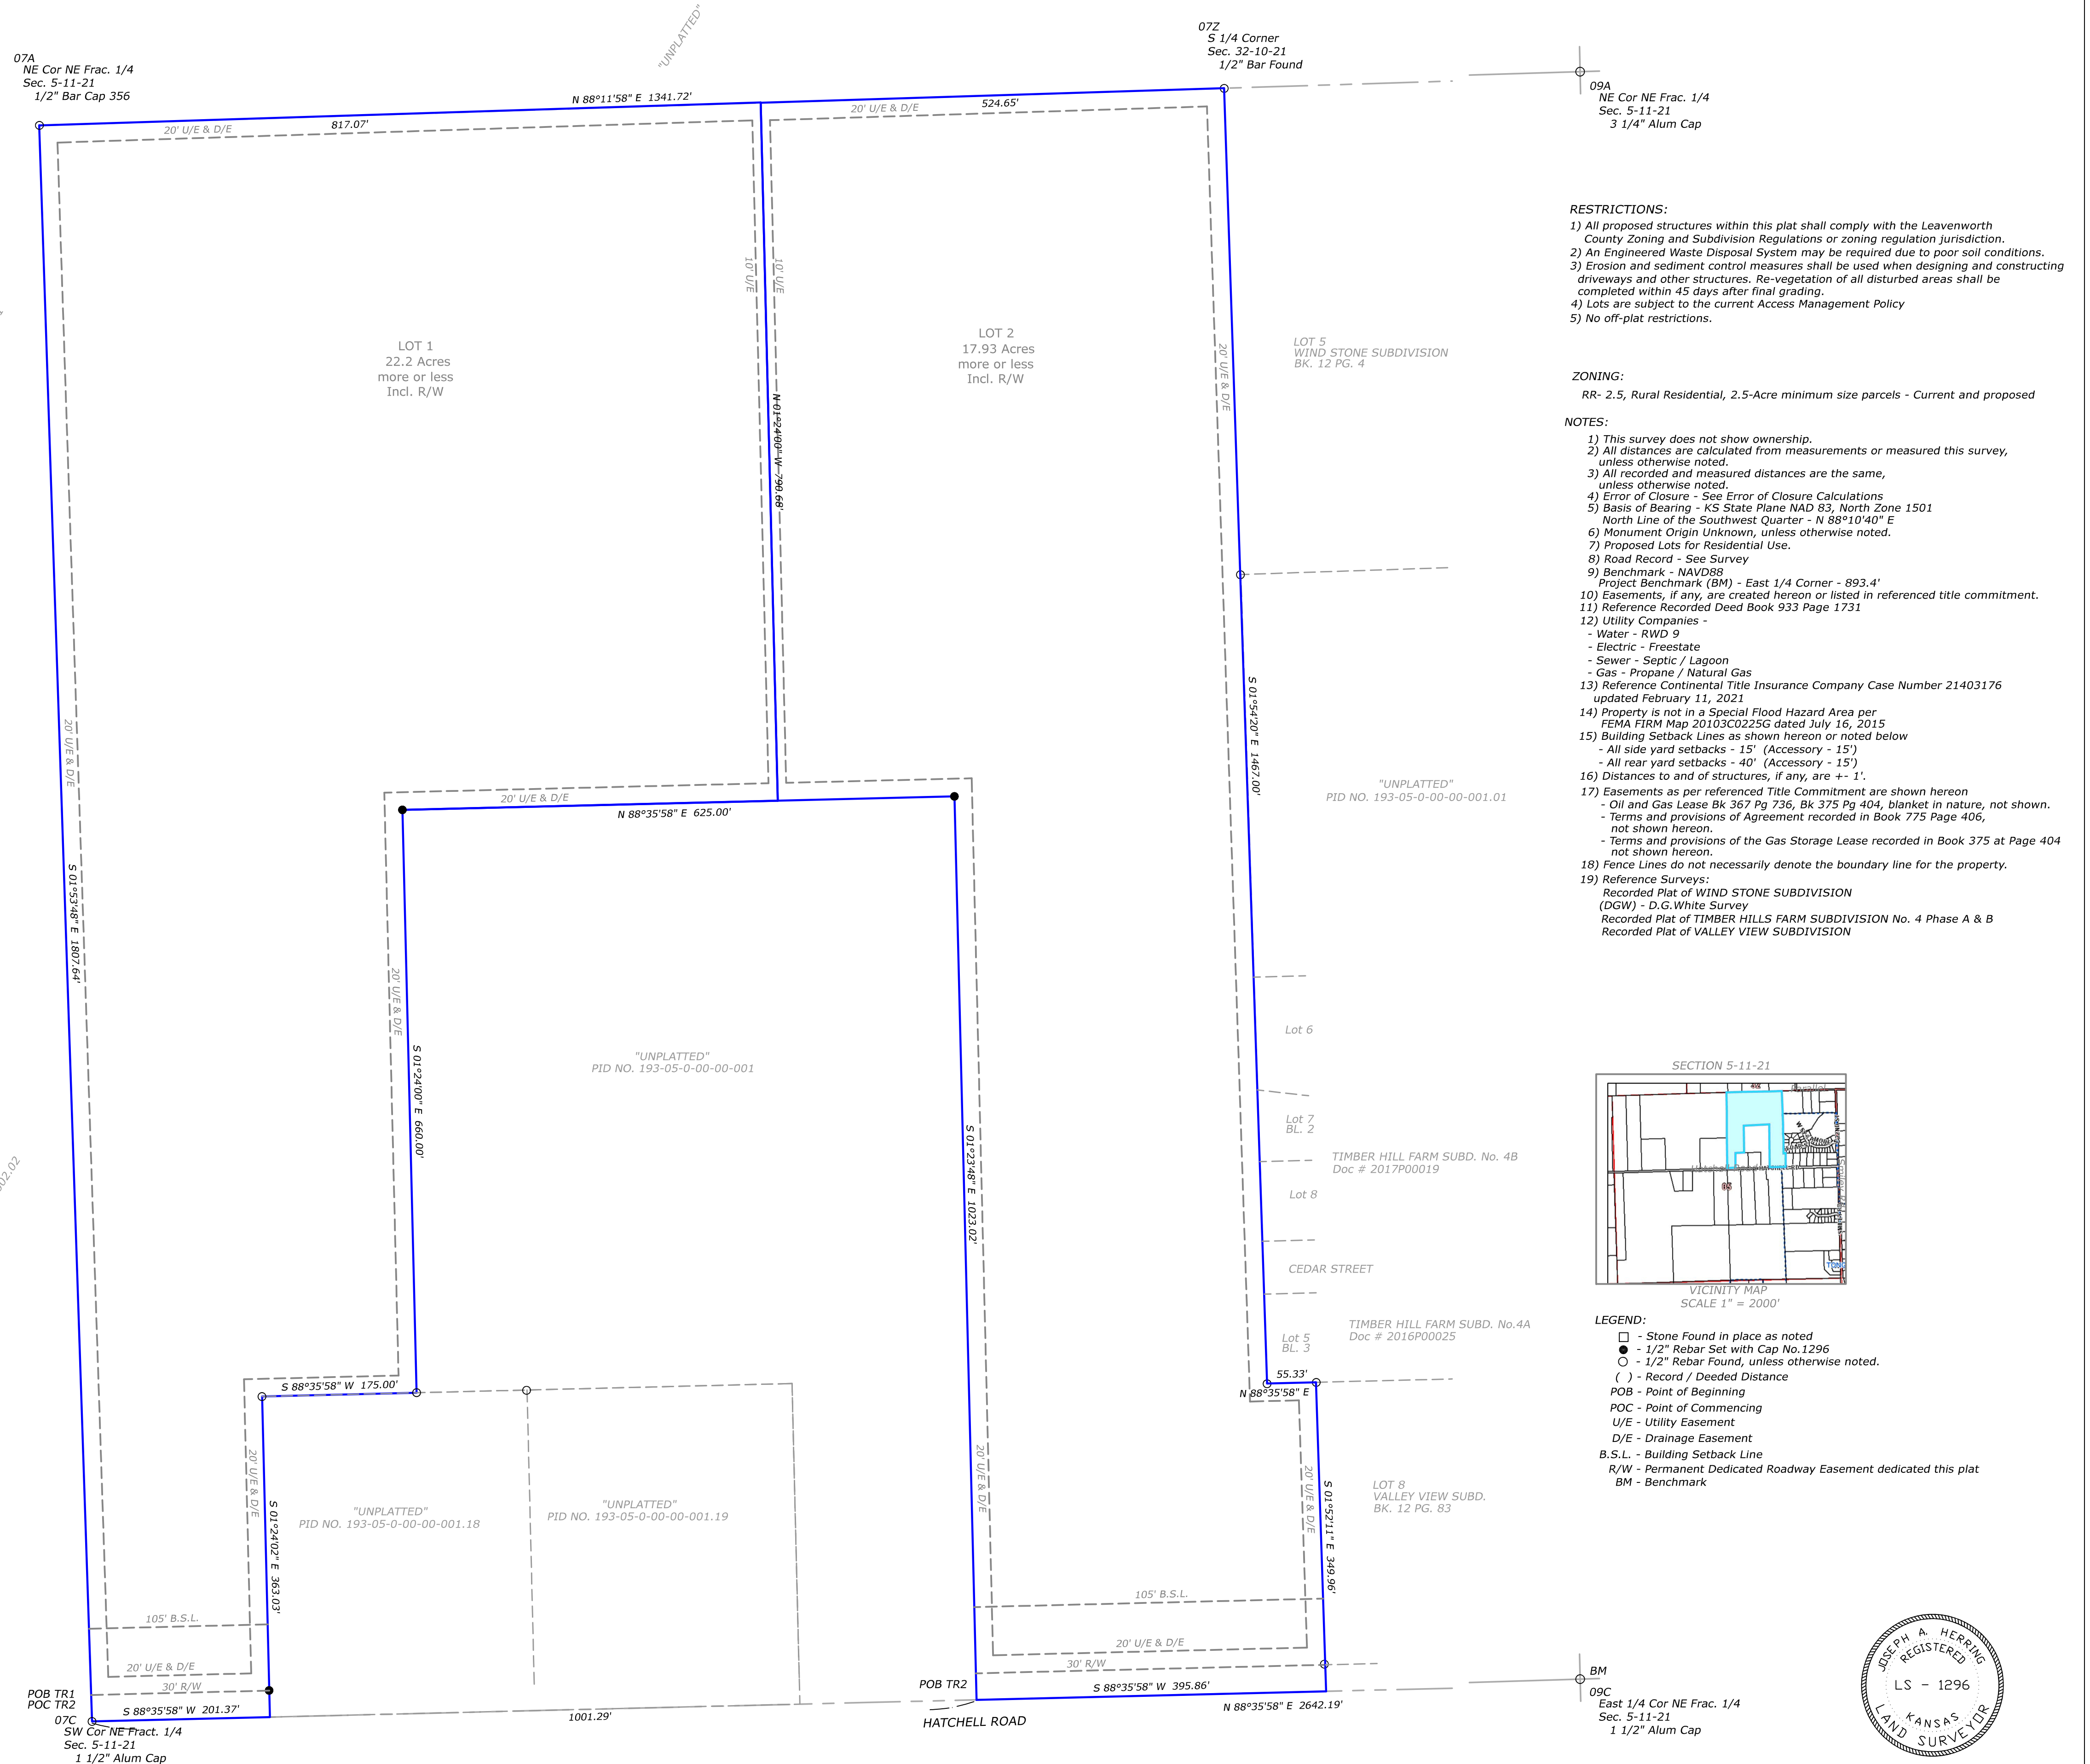 "UNPLATTED"
07A
NE Cor NE Frac. 1/4
Sec. 5-11-21
1/2" Bar Cap 356
07Z
S 1/4 Corner
Sec. 32-10-21
1/2" Bar Found
09A
NE Cor NE Frac. 1/4
Sec. 5-11-21
3 1/4" Alum Cap
N 88°11'58" E 1341.72'
20' U/E & D/E
817.07'
20' U/E & D/E
524.65'
10' U/E
10' U/E
LOT 1
22.2 Acres
more or less
Incl. R/W
LOT 2
17.93 Acres
more or less
Incl. R/W
N 01°24'00" W 790.68'
20' U/E & D/E
LOT 5
WIND STONE SUBDIVISION
BK. 12 PG. 4
S 01°54'20" E 1467.00'
"UNPLATTED"
PID NO. 193-05-0-00-00-001.01
20' U/E & D/E
S 01°53'48" E 1807.64'
20' U/E & D/E
N 88°35'58" E 625.00'
20' U/E & D/E
S 01°24'00" E 660.00'
"UNPLATTED"
PID NO. 193-05-0-00-00-001
S 01°23'48" E 1023.02'
Lot 6
Lot 7
BL. 2
TIMBER HILL FARM SUBD. No. 4B
Doc # 2017P00019
Lot 8
CEDAR STREET
TIMBER HILL FARM SUBD. No.4A
Doc # 2016P00025
Lot 5
BL. 3
55.33'
N 88°35'58" E
002.02
S 88°35'58" W 175.00'
20' U/E & D/E
S 01°24'02" E 363.03'
"UNPLATTED"
PID NO. 193-05-0-00-00-001.18
"UNPLATTED"
PID NO. 193-05-0-00-00-001.19
20' U/E & D/E
20' U/E & D/E
S 01°52'11" E 349.96'
LOT 8
VALLEY VIEW SUBD.
BK. 12 PG. 83
105' B.S.L.
105' B.S.L.
20' U/E & D/E
20' U/E & D/E
30' R/W
30' R/W
POB TR1
POC TR2
07C
SW Cor NE Fract. 1/4
Sec. 5-11-21
1 1/2" Alum Cap
S 88°35'58" W 201.37'
1001.29'
POB TR2
HATCHELL ROAD
S 88°35'58" W 395.86'
N 88°35'58" E 2642.19'
BM
09C
East 1/4 Cor NE Frac. 1/4
Sec. 5-11-21
1 1/2" Alum Cap
RESTRICTIONS:
1) All proposed structures within this plat shall comply with the Leavenworth
County Zoning and Subdivision Regulations or zoning regulation jurisdiction.
2) An Engineered Waste Disposal System may be required due to poor soil conditions.
3) Erosion and sediment control measures shall be used when designing and constructing
driveways and other structures. Re-vegetation of all disturbed areas shall be
completed within 45 days after final grading.
4) Lots are subject to the current Access Management Policy
5) No off-plat restrictions.
ZONING:
RR- 2.5, Rural Residential, 2.5-Acre minimum size parcels - Current and proposed
NOTES:
1) This survey does not show ownership.
2) All distances are calculated from measurements or measured this survey,
unless otherwise noted.
3) All recorded and measured distances are the same,
unless otherwise noted.
4) Error of Closure - See Error of Closure Calculations
5) Basis of Bearing - KS State Plane NAD 83, North Zone 1501
North Line of the Southwest Quarter - N 88°10'40" E
6) Monument Origin Unknown, unless otherwise noted.
7) Proposed Lots for Residential Use.
8) Road Record - See Survey
9) Benchmark - NAVD88
Project Benchmark (BM) - East 1/4 Corner - 893.4'
10) Easements, if any, are created hereon or listed in referenced title commitment.
11) Reference Recorded Deed Book 933 Page 1731
12) Utility Companies -
- Water - RWD 9
- Electric - Freestate
- Sewer - Septic / Lagoon
- Gas - Propane / Natural Gas
13) Reference Continental Title Insurance Company Case Number 21403176
updated February 11, 2021
14) Property is not in a Special Flood Hazard Area per
FEMA FIRM Map 20103C0225G dated July 16, 2015
15) Building Setback Lines as shown hereon or noted below
- All side yard setbacks - 15' (Accessory - 15')
- All rear yard setbacks - 40' (Accessory - 15')
16) Distances to and of structures, if any, are +- 1'.
17) Easements as per referenced Title Commitment are shown hereon
- Oil and Gas Lease Bk 367 Pg 736, Bk 375 Pg 404, blanket in nature, not shown.
- Terms and provisions of Agreement recorded in Book 775 Page 406,
not shown hereon.
- Terms and provisions of the Gas Storage Lease recorded in Book 375 at Page 404
not shown hereon.
18) Fence Lines do not necessarily denote the boundary line for the property.
19) Reference Surveys:
Recorded Plat of WIND STONE SUBDIVISION
(DGW) - D.G.White Survey
Recorded Plat of TIMBER HILLS FARM SUBDIVISION No. 4 Phase A & B
Recorded Plat of VALLEY VIEW SUBDIVISION
SECTION 5-11-21
Parallel
VICINITY MAP
SCALE 1" = 2000'
LEGEND:
- Stone Found in place as noted
- 1/2" Rebar Set with Cap No.1296
- 1/2" Rebar Found, unless otherwise noted.
( ) - Record / Deeded Distance
POB - Point of Beginning
POC - Point of Commencing
U/E - Utility Easement
D/E - Drainage Easement
B.S.L. - Building Setback Line
R/W - Permanent Dedicated Roadway Easement dedicated this plat
BM - Benchmark
JOSEPH A. HERRING
REGISTERED
LS - 1296
KANSAS
LAND SURVEYOR